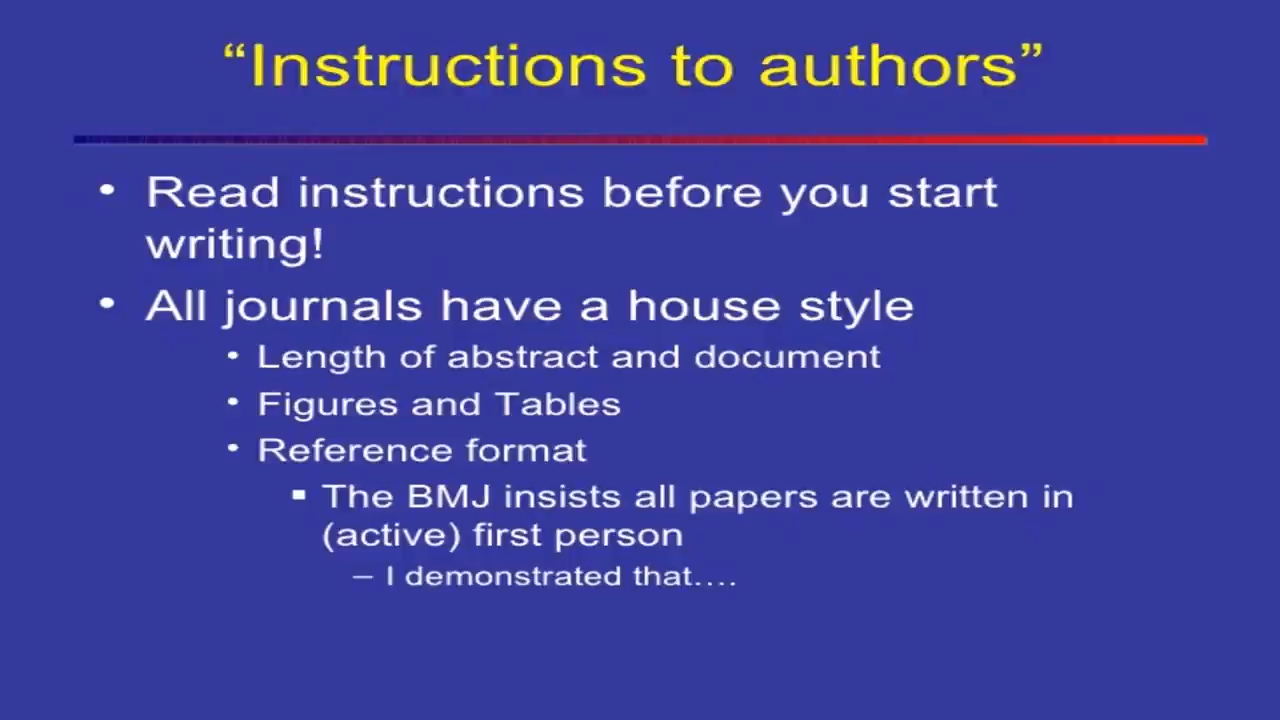 “Instructions to authors”
• Read instructions before you start
writing!
• All journals have a house style
• Length of abstract and document
• Figures and Tables
• Reference format
▪ The BMJ insists all papers are written in
(active) first person
– I demonstrated that….